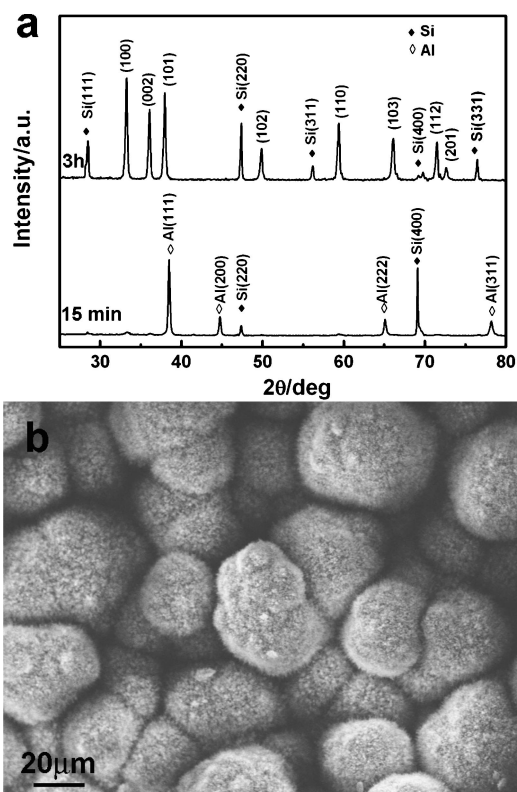 a
◆ Si
◊ Al
Si(111)
(100)
(002)
(101)
Si(220)
(102)
Si(311)
(110)
(103)
Si(400)
(112)
(201)
Si(331)
3h
Al(111)
Al(200)
Si(220)
Al(222)
Si(400)
Al(311)
15 min
Intensity/a.u.
30 40 50 60 70 80
2θ/deg
b
20μm